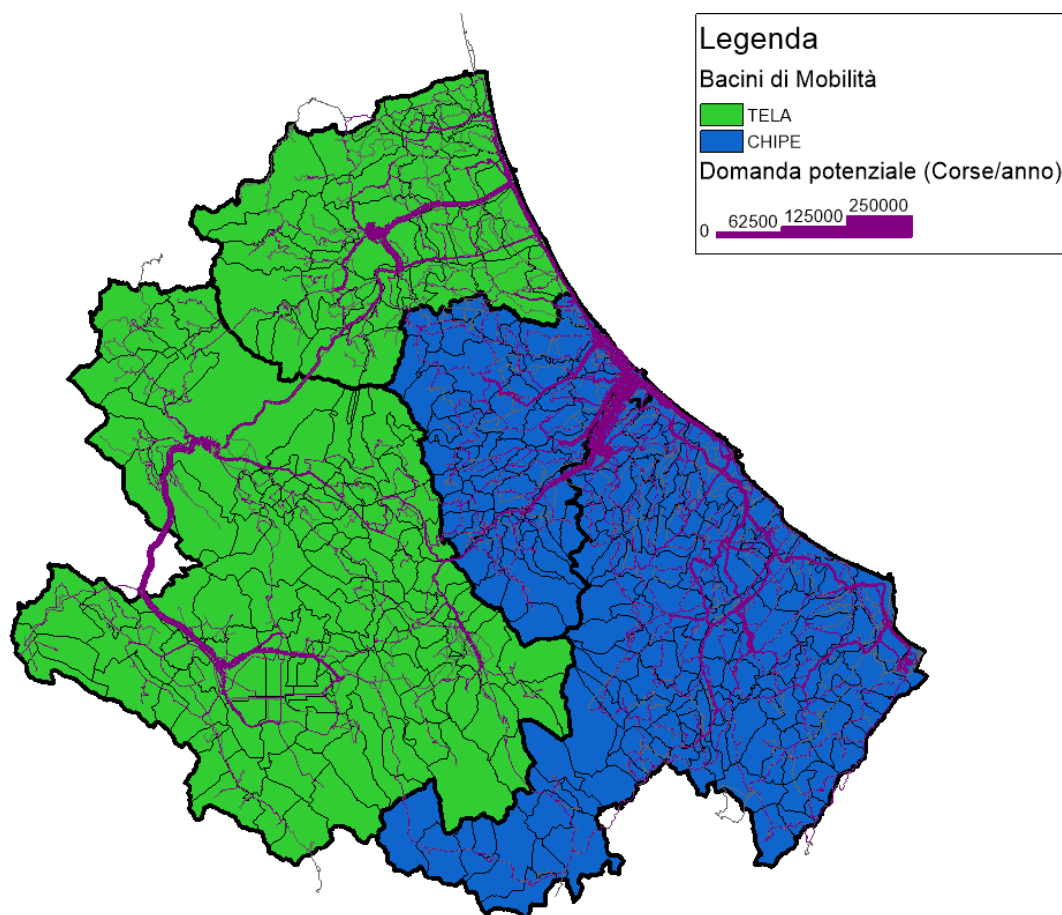 Legenda
Bacini di Mobilità
TELA
CHIPE
Domanda potenziale (Corse/anno)
0 62500 125000 250000